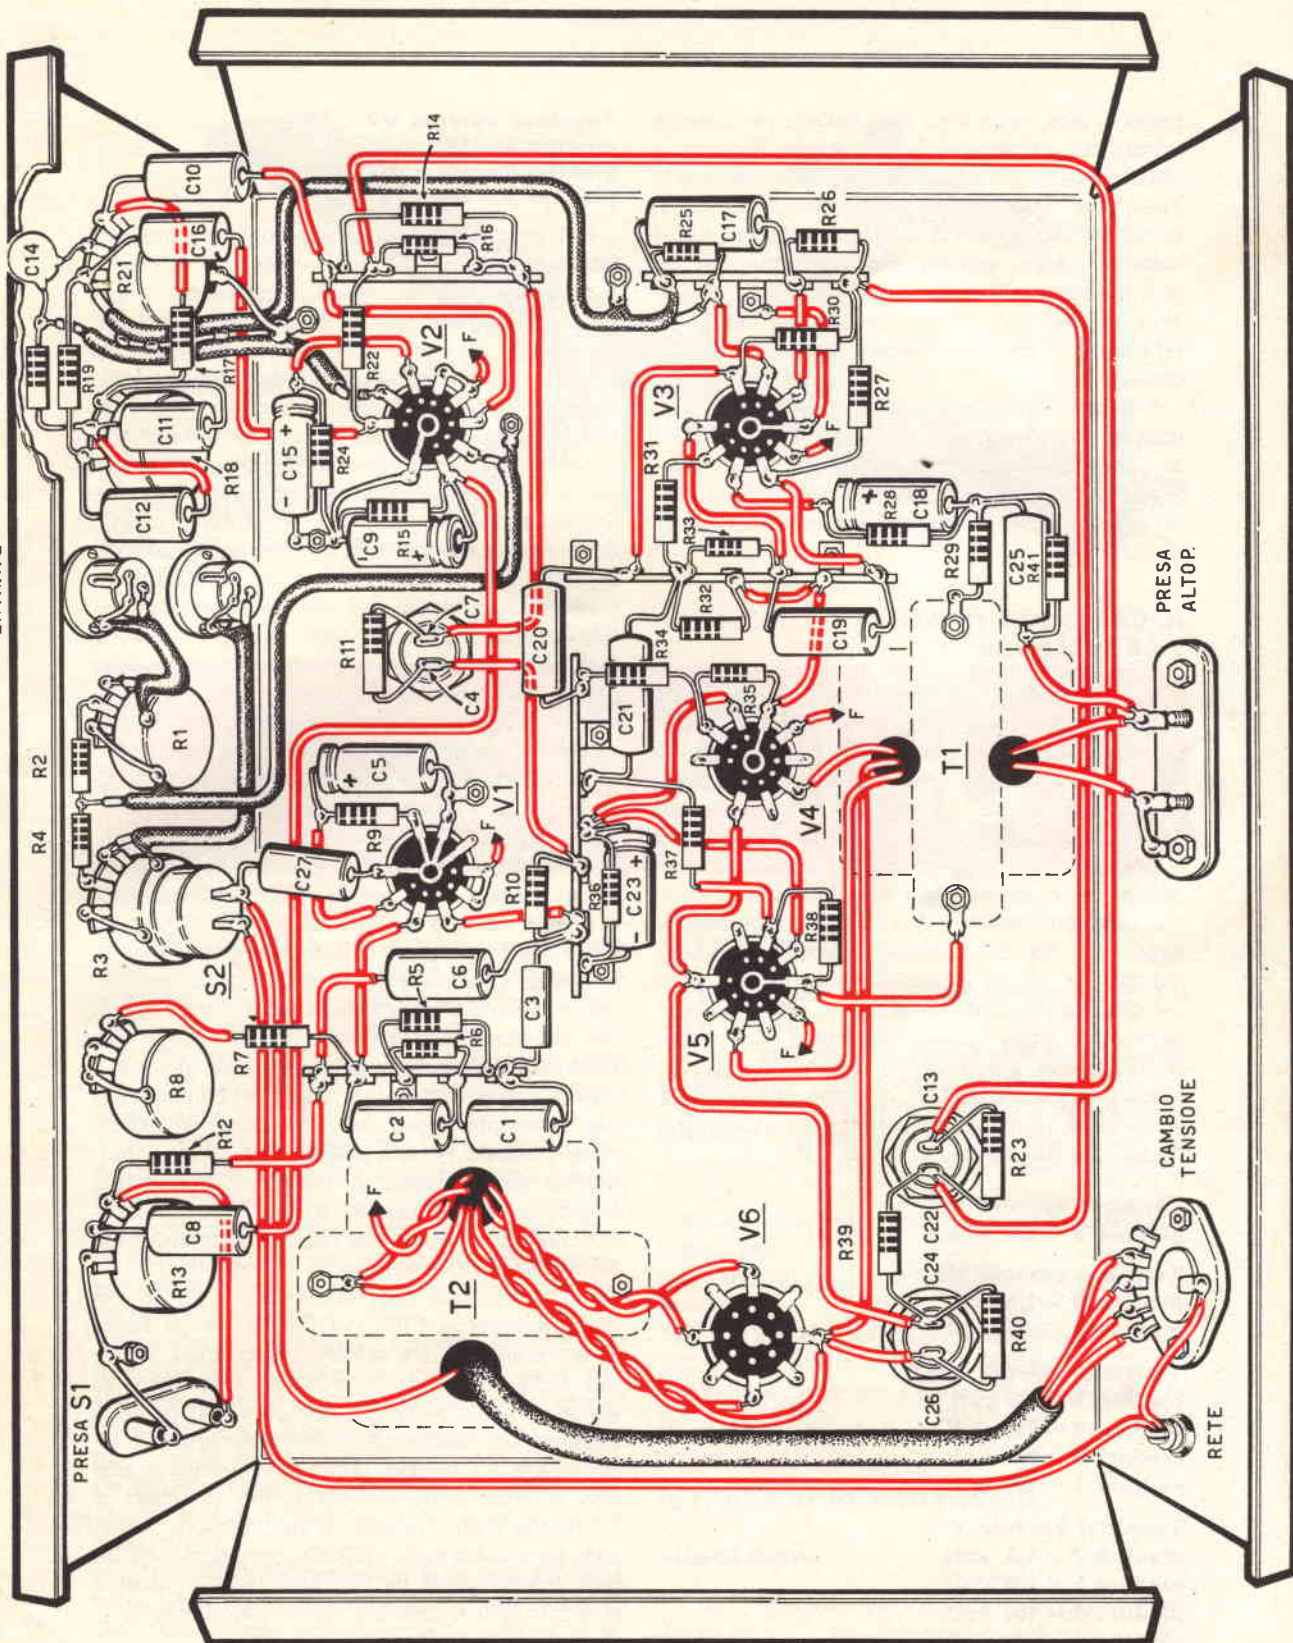 C14
C10
C16
R21
R19
R17
C11
R18
C12
R14
R16
R22
V2
F
C15
+
-
R24
C9
R15
+
-
R2
R1
R4
R3
S2
R11
C7
C4
C20
C27
C5
+
R9
V1
F
R10
C6
R5
R6
C3
R7
R8
R12
C2
C1
C8
R13
PRESA S1
F
T2
R25
C17
R26
R30
V3
F
R27
R31
R33
R32
+
R28
C18
R29
C25
R41
C19
R34
C21
R35
F
V4
T1
PRESA
ALTOP.
R37
R36
C23
+
-
R38
V5
F
V6
R39
C13
C22
R23
C24
C26
R40
CAMBIO
TENSIONE
RETE